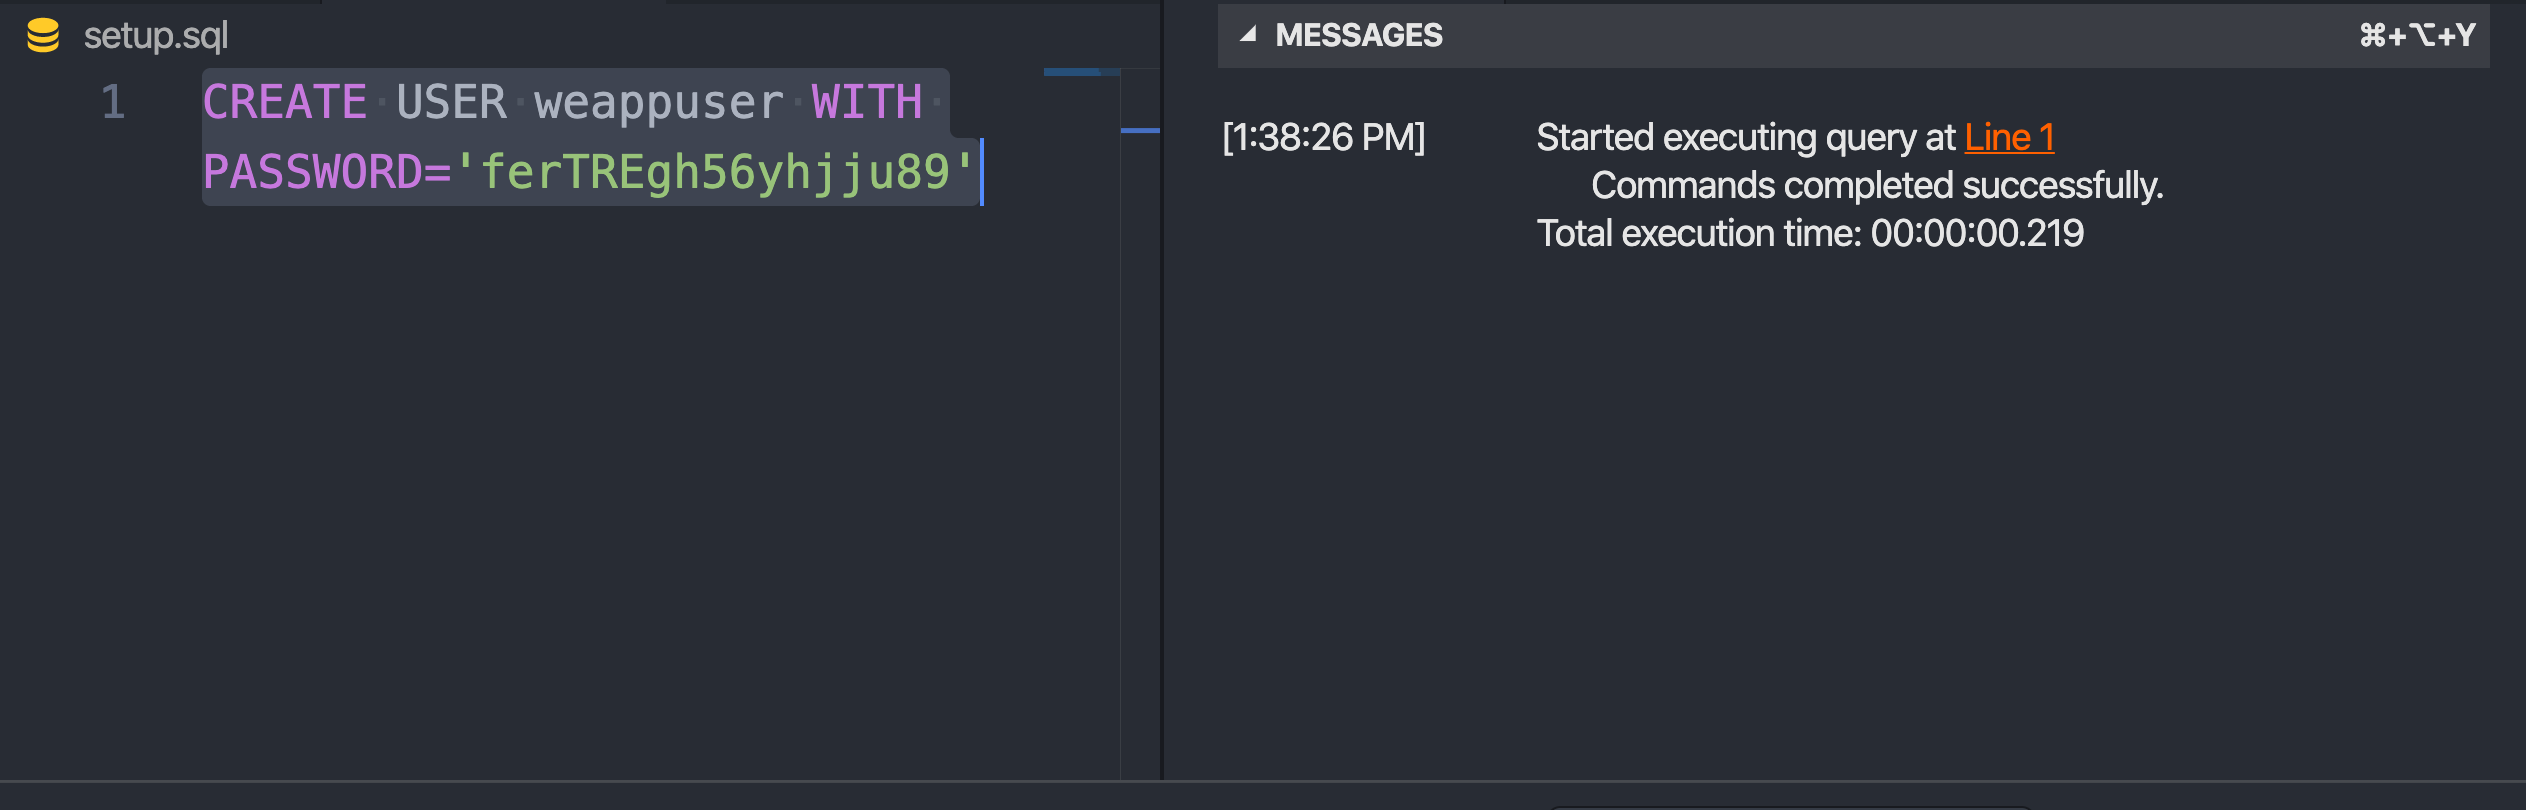 setup.sql
1 CREATE USER weappuser WITH
PASSWORD='ferTREgh56yhjju89'
MESSAGES ⌘+⌥+Y
[1:38:26 PM] Started executing query at Line 1
Commands completed successfully.
Total execution time: 00:00:00.219